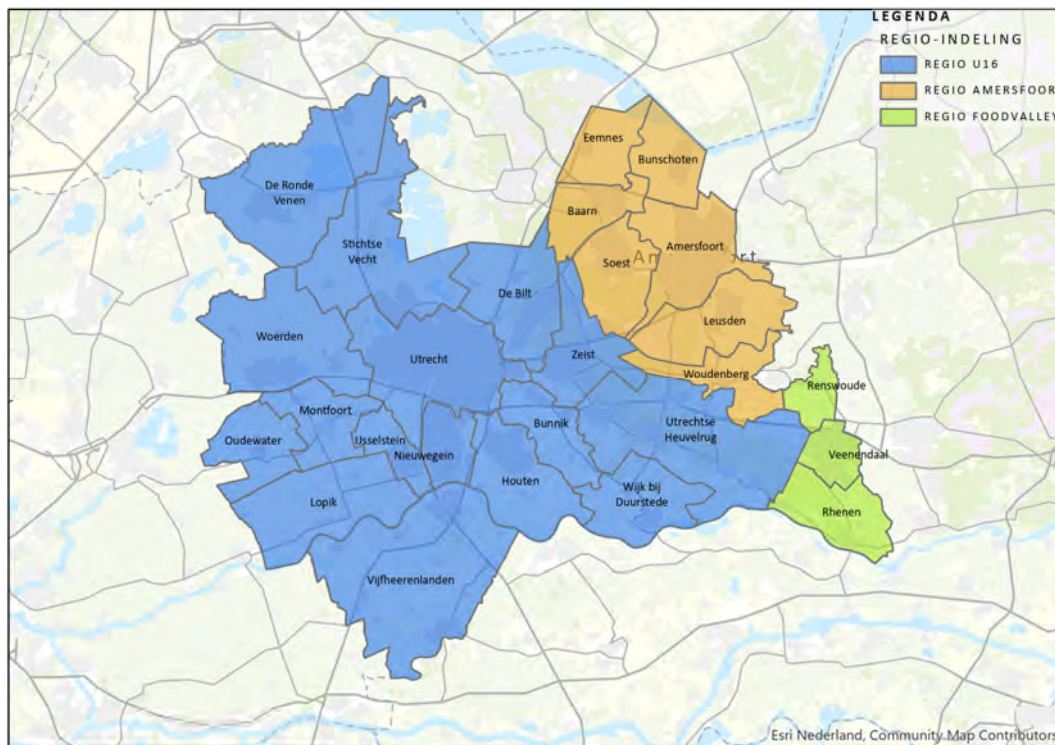 LEGENDA
REGIO-INDELING
REGIO U16
REGIO AMERSFOOR
REGIO FOODVALLEY
Eemnes
Bunschoten
De Ronde
Venen
Baarn
Stichtse
Vecht
Amersfoort
Soest
Am
ort
De Bilt
Leusden
Woerden
Utrecht
Zeist
Woudenberg
Renswoude
Montfoort
Oudewater
IJsselstein
Nieuwegein
Bunnik
Utrechtse
Heuvelrug
Veenendaal
Houten
Wijk bij
Duurstede
Lopik
Rhenen
Vijfheerenlanden
Esri Nederland, Community Map Contributors